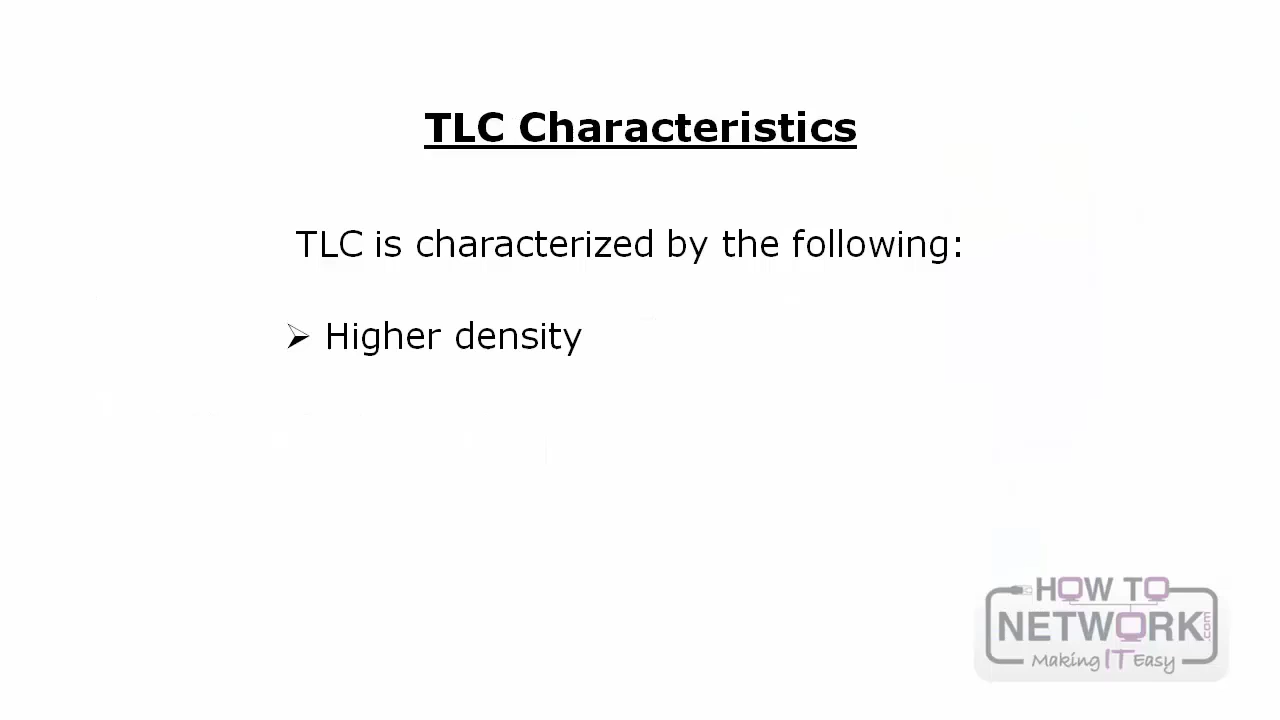 TLC Characteristics
TLC is characterized by the following:
➢ Higher density
HOW TO
NETWORK.com
Making IT Easy